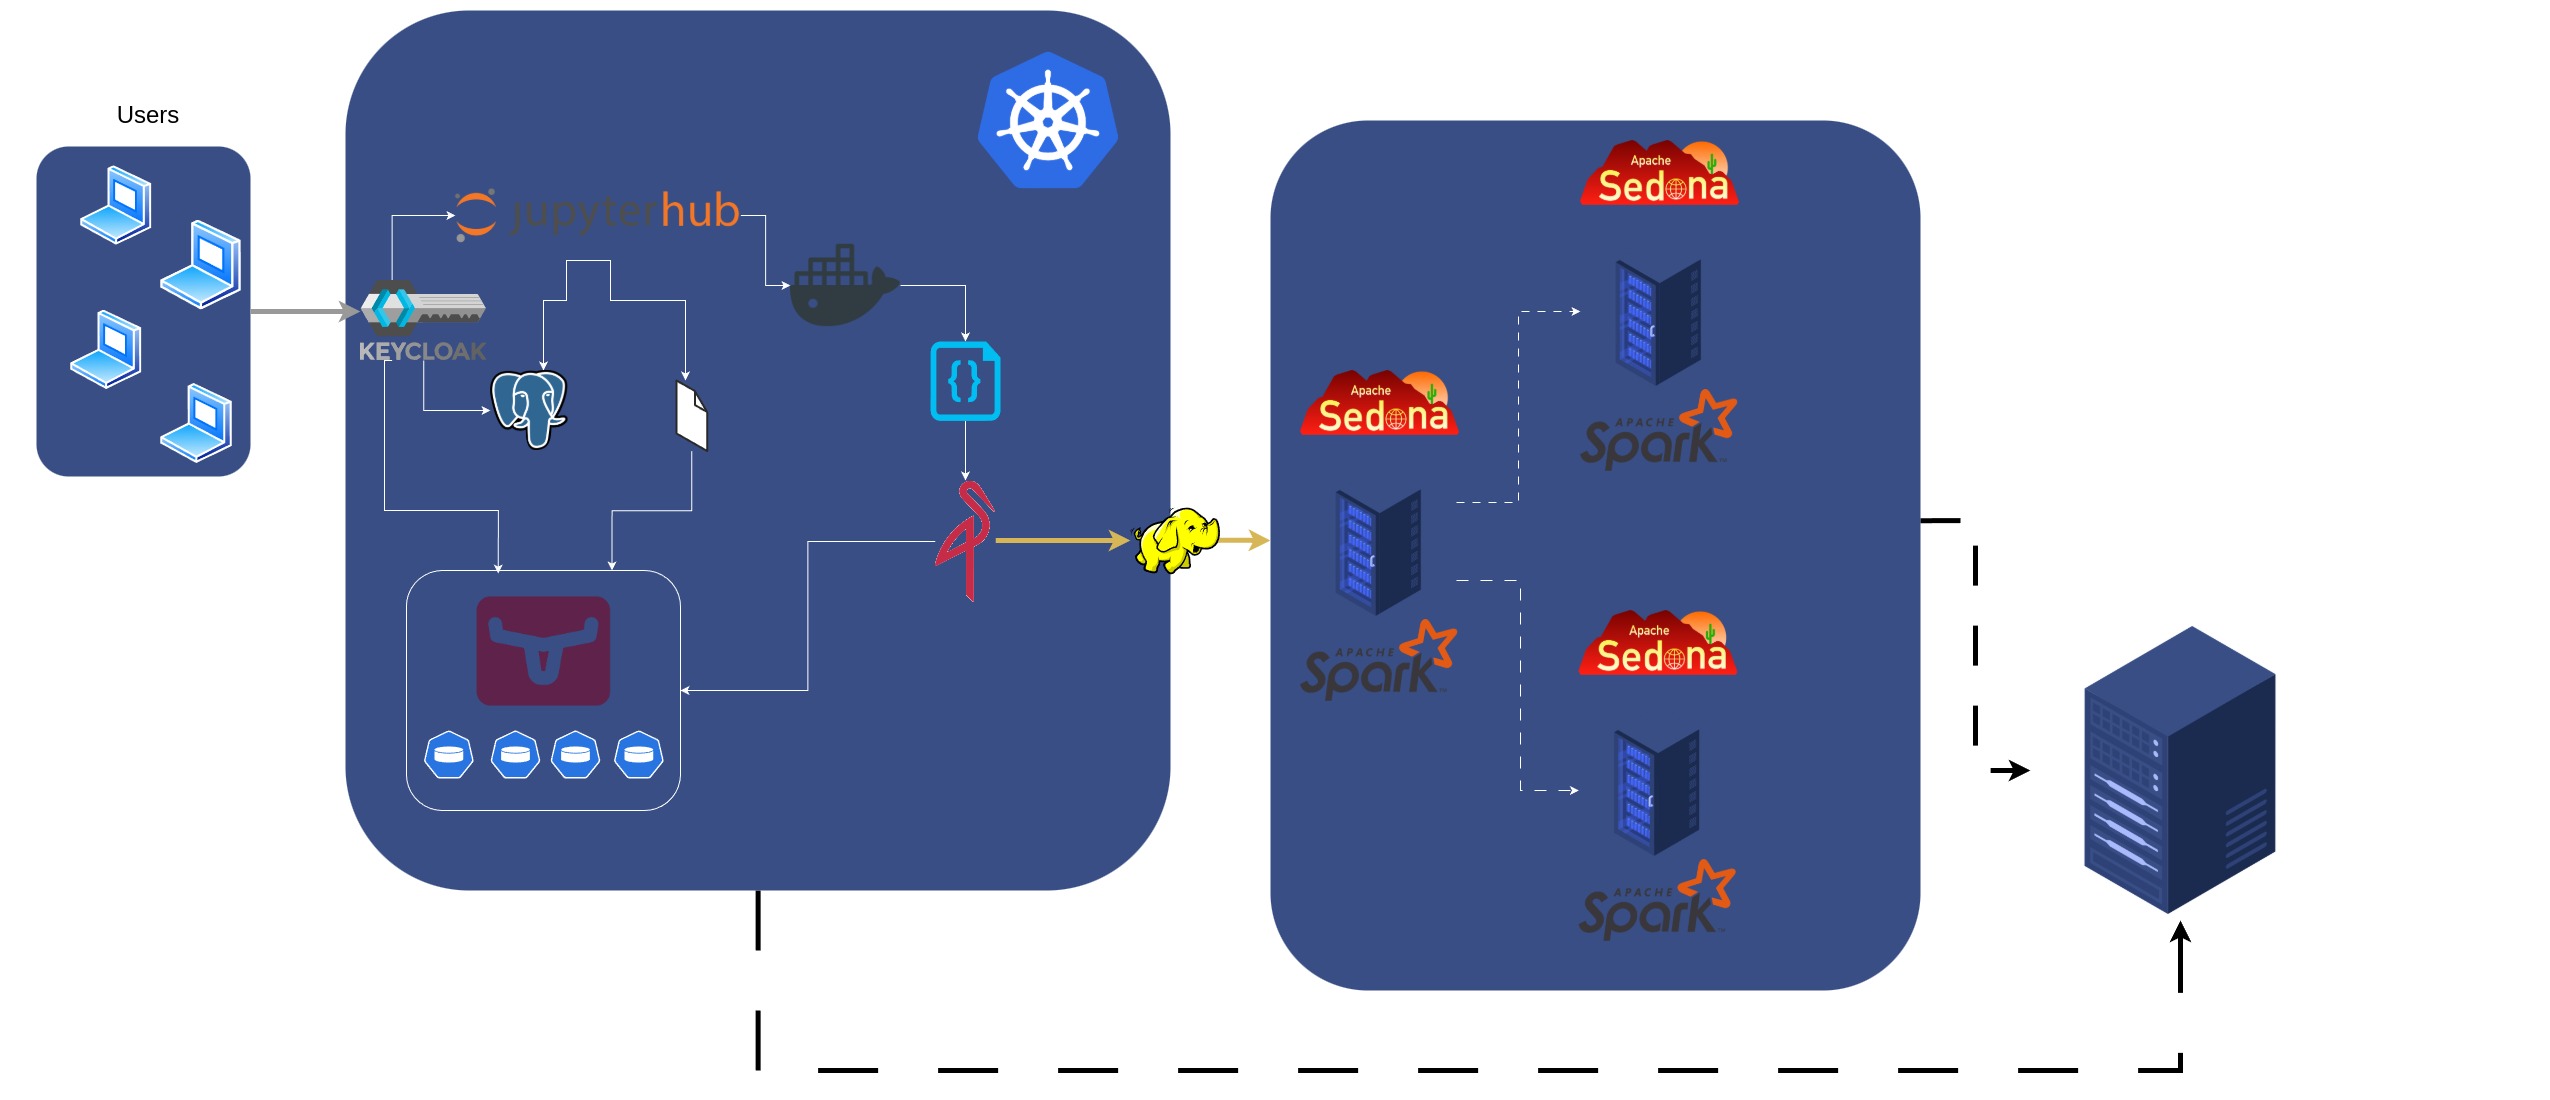 Users
jupyterhub
KEYCLOAK
{}
Apache
Sedona
APACHE
Spark
Apache
Sedona
APACHE
Spark
Apache
Sedona
APACHE
Spark